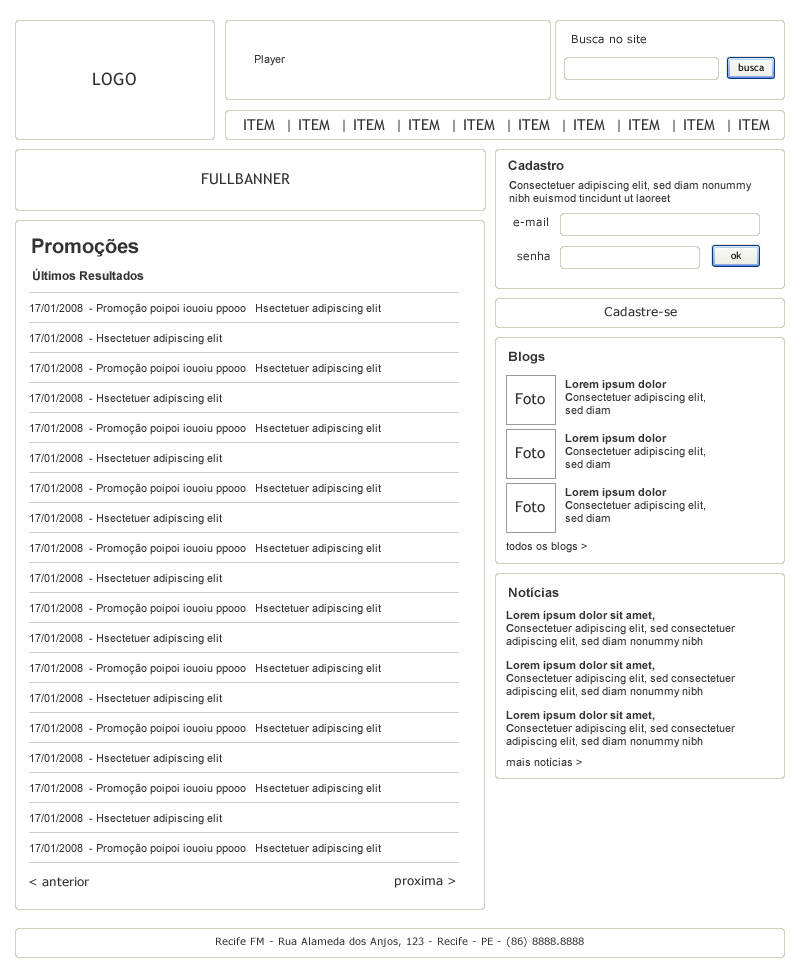 LOGO
Player
Busca no site
busca
ITEM | ITEM | ITEM | ITEM | ITEM | ITEM | ITEM | ITEM | ITEM | ITEM
FULLBANNER
Promoções
Últimos Resultados
17/01/2008 - Promoção poipoi iouoiu ppooo Hsectetuer adipiscing elit
17/01/2008 - Hsectetuer adipiscing elit
17/01/2008 - Promoção poipoi iouoiu ppooo Hsectetuer adipiscing elit
17/01/2008 - Hsectetuer adipiscing elit
17/01/2008 - Promoção poipoi iouoiu ppooo Hsectetuer adipiscing elit
17/01/2008 - Hsectetuer adipiscing elit
17/01/2008 - Promoção poipoi iouoiu ppooo Hsectetuer adipiscing elit
17/01/2008 - Hsectetuer adipiscing elit
17/01/2008 - Promoção poipoi iouoiu ppooo Hsectetuer adipiscing elit
17/01/2008 - Hsectetuer adipiscing elit
17/01/2008 - Promoção poipoi iouoiu ppooo Hsectetuer adipiscing elit
17/01/2008 - Hsectetuer adipiscing elit
17/01/2008 - Promoção poipoi iouoiu ppooo Hsectetuer adipiscing elit
17/01/2008 - Hsectetuer adipiscing elit
17/01/2008 - Promoção poipoi iouoiu ppooo Hsectetuer adipiscing elit
17/01/2008 - Hsectetuer adipiscing elit
17/01/2008 - Promoção poipoi iouoiu ppooo Hsectetuer adipiscing elit
17/01/2008 - Hsectetuer adipiscing elit
17/01/2008 - Promoção poipoi iouoiu ppooo Hsectetuer adipiscing elit
< anterior proxima >
Cadastro
Consectetuer adipiscing elit, sed diam nonummy
nibh euismod tincidunt ut laoreet
e-mail
senha
ok
Cadastre-se
Blogs
Foto
Lorem ipsum dolor
Consectetuer adipiscing elit,
sed diam
Foto
Lorem ipsum dolor
Consectetuer adipiscing elit,
sed diam
Foto
Lorem ipsum dolor
Consectetuer adipiscing elit,
sed diam
todos os blogs >
Notícias
Lorem ipsum dolor sit amet,
Consectetuer adipiscing elit, sed consectetuer
adipiscing elit, sed diam nonummy nibh
Lorem ipsum dolor sit amet,
Consectetuer adipiscing elit, sed consectetuer
adipiscing elit, sed diam nonummy nibh
Lorem ipsum dolor sit amet,
Consectetuer adipiscing elit, sed consectetuer
adipiscing elit, sed diam nonummy nibh
mais notícias >
Recife FM - Rua Alameda dos Anjos, 123 - Recife - PE - (86) 8888.8888